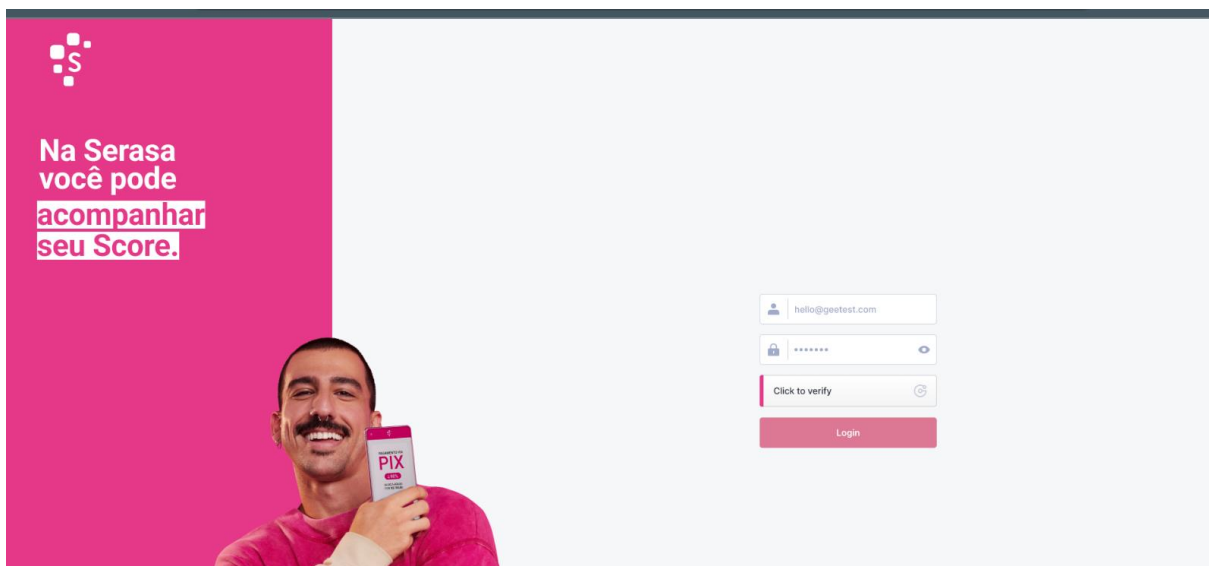 S
Na Serasa
você pode
acompanhar
seu Score.
PIX
hello@geetest.com
•••••••
Click to verify
Login